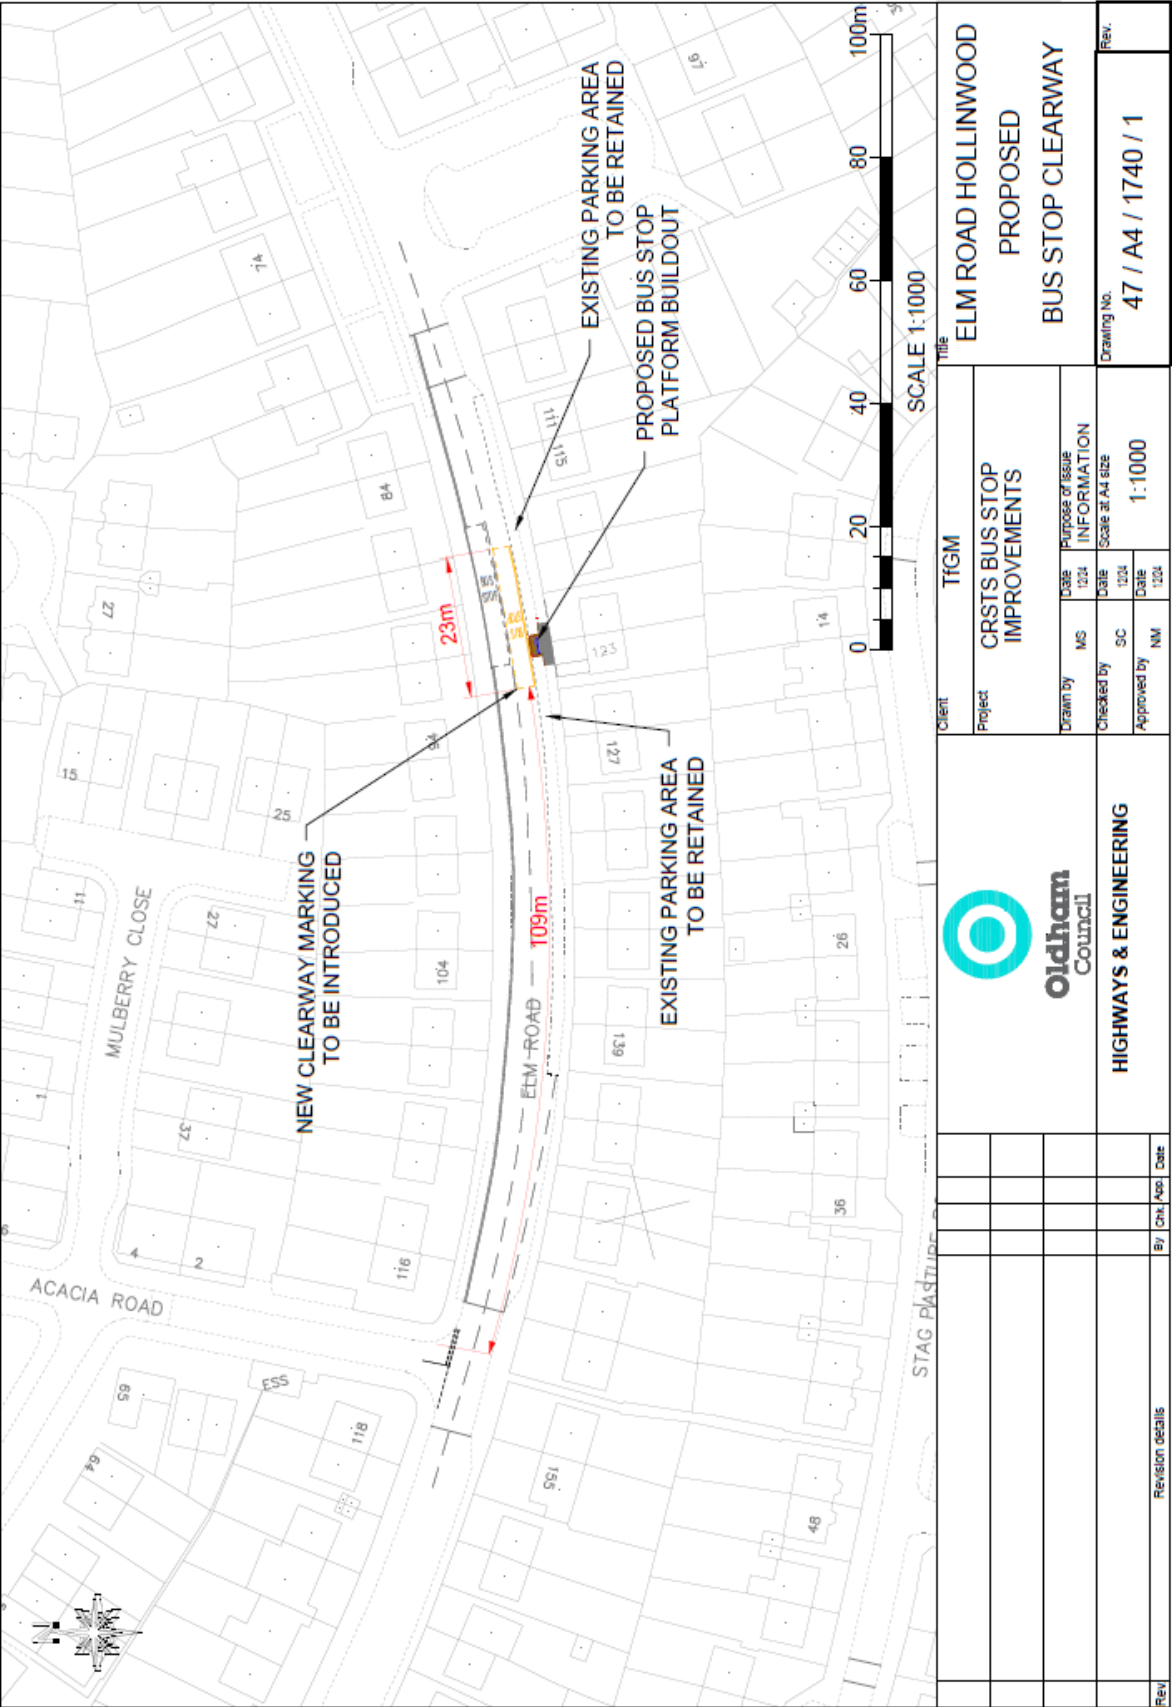 ACACIA ROAD
MULBERRY CLOSE
ELM ROAD
ESS
65
64
118
155
48
4
2
6
37
1
11
27
25
15
27
116
104
94
84
74
97
111
115
123
127
139
14
26
36
NEW CLEARWAY MARKING
TO BE INTRODUCED
23m
109m
BUS
STOP
EXISTING PARKING AREA
TO BE RETAINED
EXISTING PARKING AREA
TO BE RETAINED
PROPOSED BUS STOP
PLATFORM BUILDOUT
STAG PASTURE
0 20 40 60 80 100m
SCALE 1:1000
Rev
Revision details
By Chk. App. Date
Oldham
Council
HIGHWAYS & ENGINEERING
Client
TfGM
Project
CRSTS BUS STOP
IMPROVEMENTS
Drawn by
MS
Date
12/24
Purpose of Issue
INFORMATION
Checked by
SC
Date
12/24
Scale at A4 size
1:1000
Approved by
NM
Date
12/24
Title
ELM ROAD HOLLINWOOD
PROPOSED
BUS STOP CLEARWAY
Drawing No.
47 / A4 / 1740 / 1
Rev.